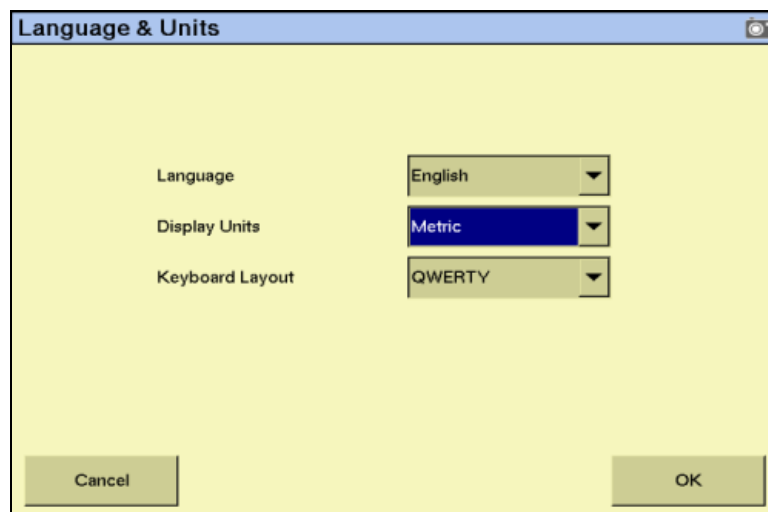 Language & Units
Language English
Display Units Metric
Keyboard Layout QWERTY
Cancel OK